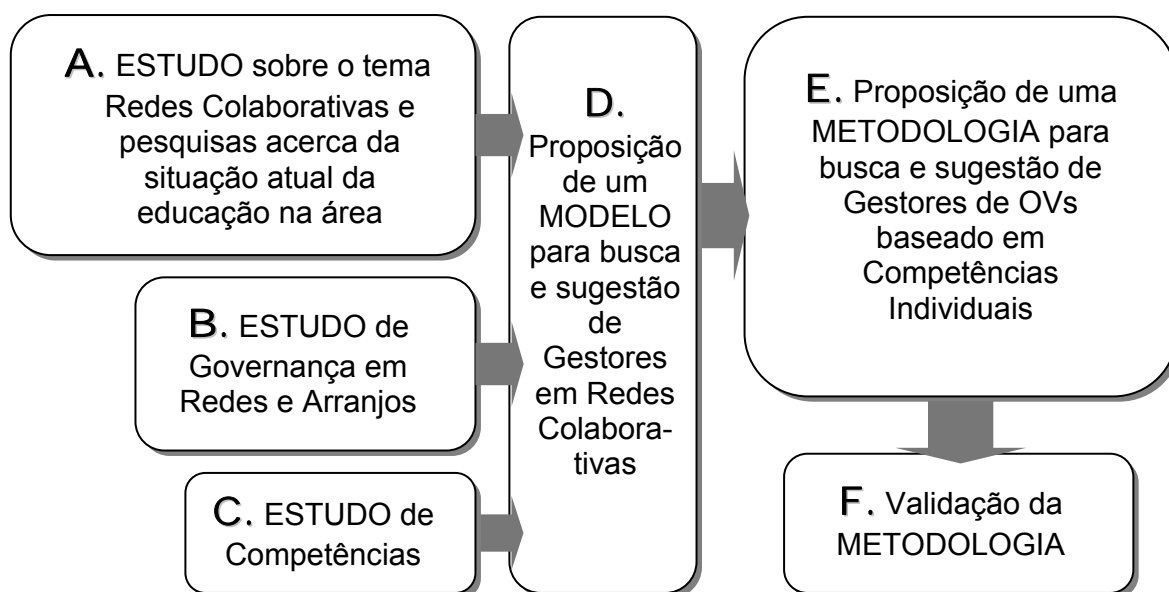 A. ESTUDO sobre o tema
Redes Colaborativas e
pesquisas acerca da
situação atual da
educação na área
B. ESTUDO de
Governança em
Redes e Arranjos
C. ESTUDO de
Competências
D.
Proposição
de um
MODELO
para busca
e sugestão
de
Gestores
em Redes
Colabora-
tivas
E. Proposição de uma
METODOLOGIA para
busca e sugestão de
Gestores de OVs
baseado em
Competências
Individuais
F. Validação da
METODOLOGIA